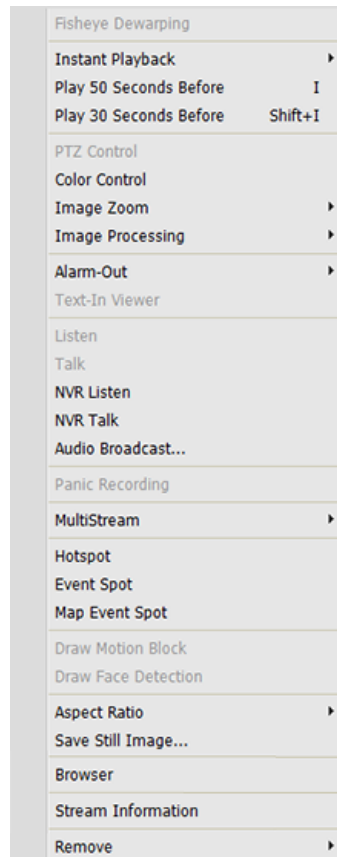 Fisheye Dewarping
Instant Playback
Play 50 Seconds Before I
Play 30 Seconds Before Shift+I
PTZ Control
Color Control
Image Zoom
Image Processing
Alarm-Out
Text-In Viewer
Listen
Talk
NVR Listen
NVR Talk
Audio Broadcast...
Panic Recording
MultiStream
Hotspot
Event Spot
Map Event Spot
Draw Motion Block
Draw Face Detection
Aspect Ratio
Save Still Image...
Browser
Stream Information
Remove